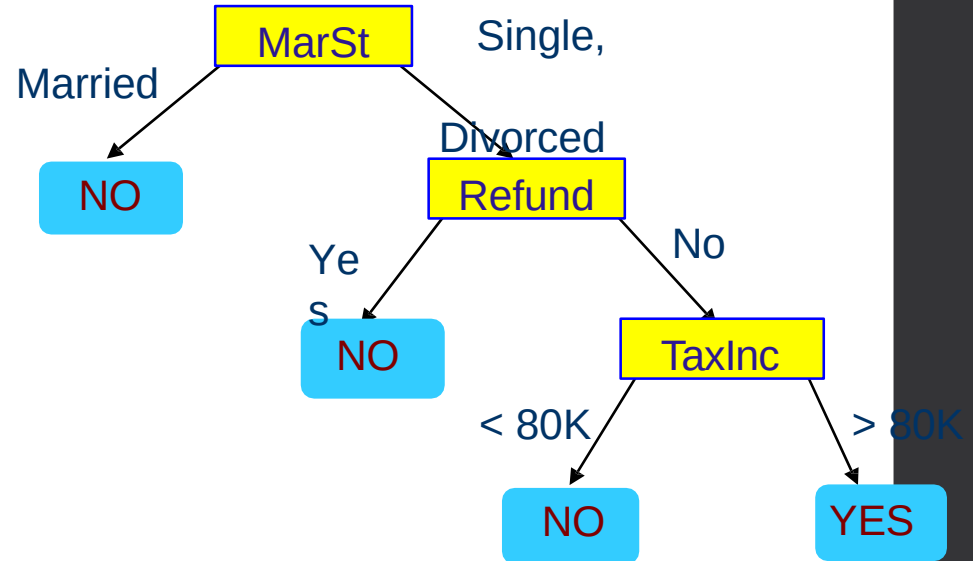 MarSt
Single,
Married
Divorced
NO
Refund
Ye
s
No
NO
TaxInc
< 80K
> 80K
NO
YES